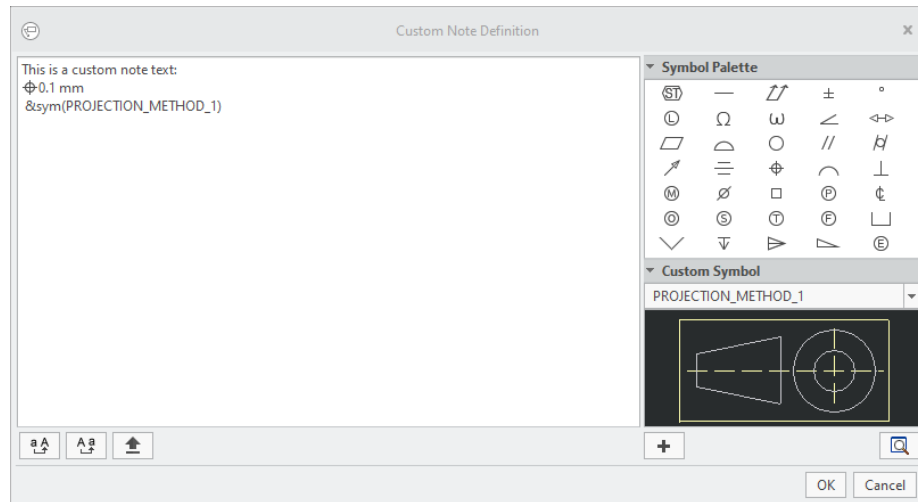 Custom Note Definition
This is a custom note text:
⌖0.1 mm
&sym(PROJECTION_METHOD_1)
Symbol Palette
ST — ⌰ ± °
Ⓛ Ω ω ∠
// 
Ⓜ Ⓟ ℄
Ⓞ Ⓢ Ⓣ Ⓕ
Ⓔ
Custom Symbol
PROJECTION_METHOD_1
a A A a
+
OK Cancel